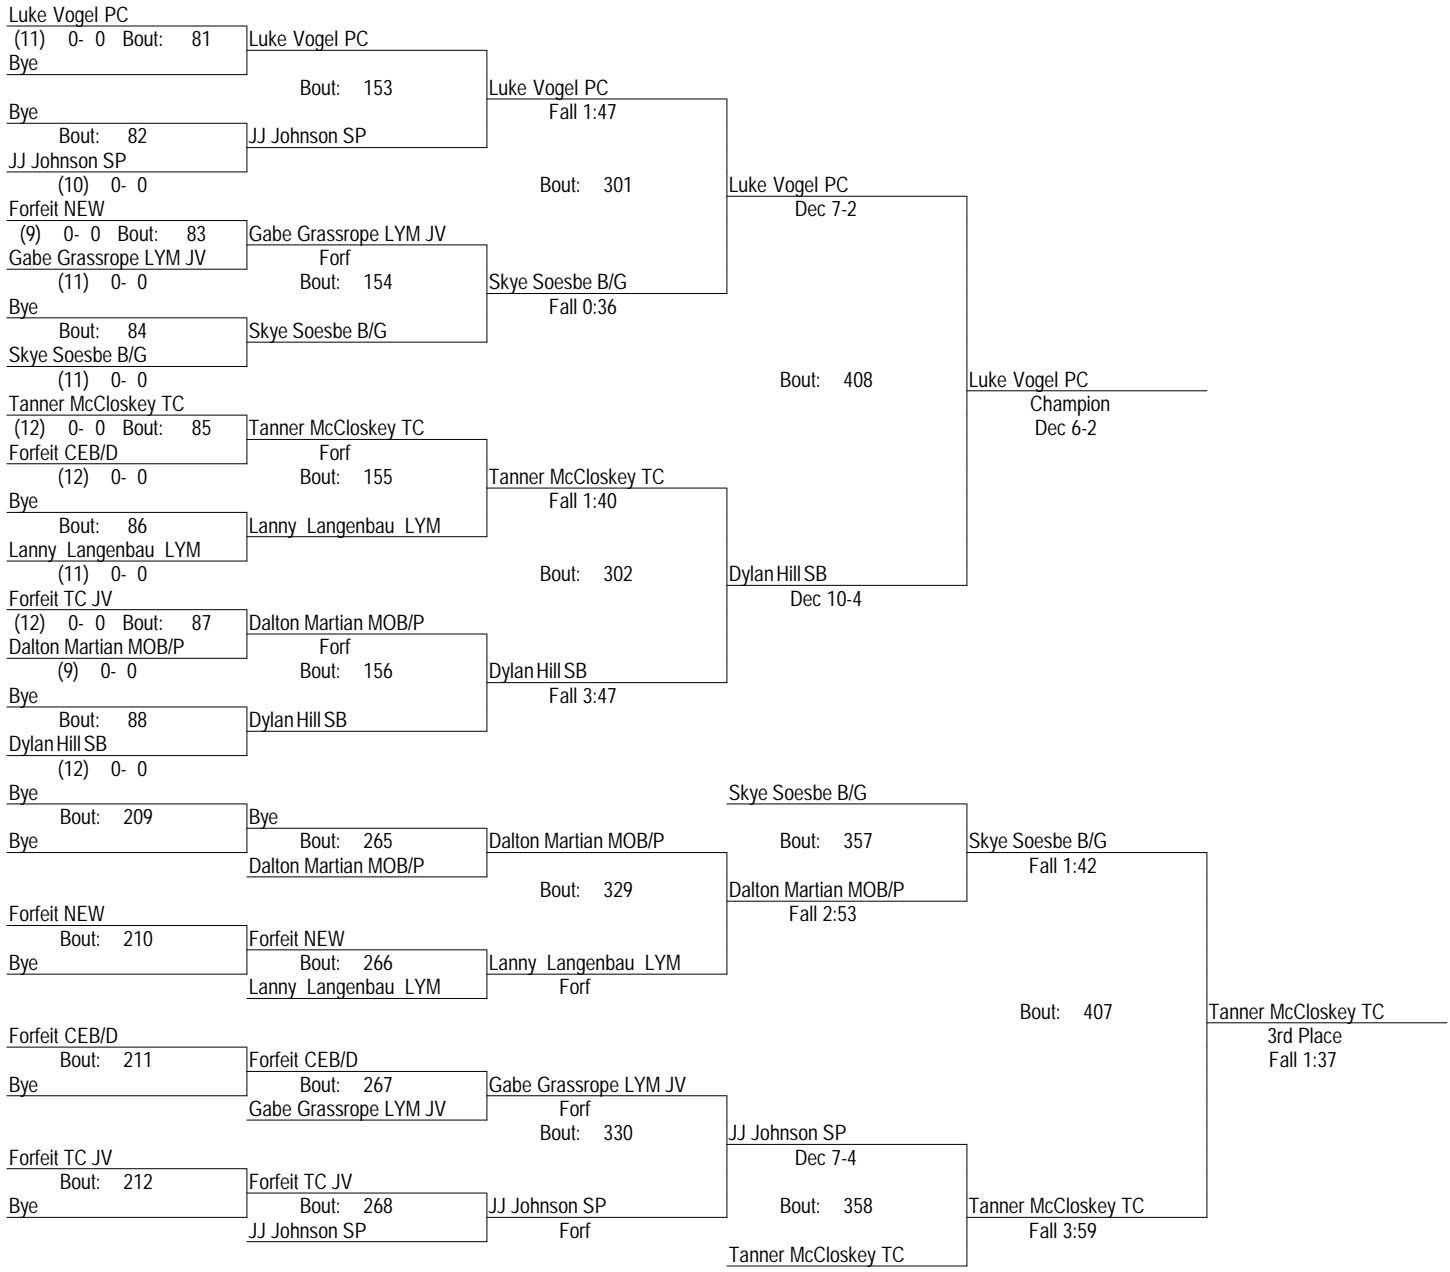 Luke Vogel PC
(11) 0- 0 Bout: 81 Luke Vogel PC
Bye
Bout: 153 Luke Vogel PC
Bye Fall 1:47
Bout: 82 JJ Johnson SP
JJ Johnson SP
(10) 0- 0 Bout: 301 Luke Vogel PC
Forfeit NEW Dec 7-2
(9) 0- 0 Bout: 83 Gabe Grassrope LYM JV
Gabe Grassrope LYM JV Forf
(11) 0- 0 Bout: 154 Skye Soesbe B/G
Bye Fall 0:36
Bout: 84 Skye Soesbe B/G
Skye Soesbe B/G
(11) 0- 0 Bout: 408 Luke Vogel PC
Tanner McCloskey TC Champion
(12) 0- 0 Bout: 85 Tanner McCloskey TC Dec 6-2
Forfeit CEB/D Forf
(12) 0- 0 Bout: 155 Tanner McCloskey TC
Bye Fall 1:40
Bout: 86 Lanny Langenbau LYM
Lanny Langenbau LYM
(11) 0- 0 Bout: 302 Dylan Hill SB
Forfeit TC JV Dec 10-4
(12) 0- 0 Bout: 87 Dalton Martian MOB/P
Dalton Martian MOB/P Forf
(9) 0- 0 Bout: 156 Dylan Hill SB
Bye Fall 3:47
Bout: 88 Dylan Hill SB
Dylan Hill SB
(12) 0- 0
Bye Skye Soesbe B/G
Bout: 209 Bye
Bye Bout: 265 Dalton Martian MOB/P Bout: 357 Skye Soesbe B/G
Dalton Martian MOB/P Fall 1:42
Bout: 329 Dalton Martian MOB/P
Forfeit NEW Fall 2:53
Bout: 210 Forfeit NEW
Bye Bout: 266 Lanny Langenbau LYM
Lanny Langenbau LYM Forf
Bout: 407 Tanner McCloskey TC
Forfeit CEB/D 3rd Place
Bout: 211 Forfeit CEB/D Fall 1:37
Bye Bout: 267 Gabe Grassrope LYM JV
Gabe Grassrope LYM JV Forf
Bout: 330 JJ Johnson SP
Forfeit TC JV Dec 7-4
Bout: 212 Forfeit TC JV
Bye Bout: 268 JJ Johnson SP Bout: 358 Tanner McCloskey TC
JJ Johnson SP Forf Fall 3:59
Tanner McCloskey TC